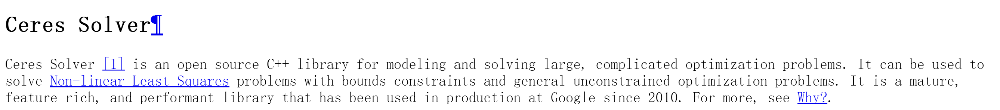 Ceres Solver¶
Ceres Solver [1] is an open source C++ library for modeling and solving large, complicated optimization problems. It can be used to
solve Non-linear Least Squares problems with bounds constraints and general unconstrained optimization problems. It is a mature,
feature rich, and performant library that has been used in production at Google since 2010. For more, see Why?.